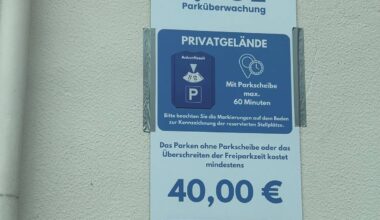 Parküberwachung
PRIVATGELÄNDE
Ankunftszeit
P
Mit Parkscheibe
max.
60 Minuten
Bitte beachten Sie die Markierungen auf dem Boden
zur Kennzeichnung der reservierten Stellplätze.
Das Parken ohne Parkscheibe oder das
Überschreiten der Freiparkzeit kostet
mindestens
40,00 €